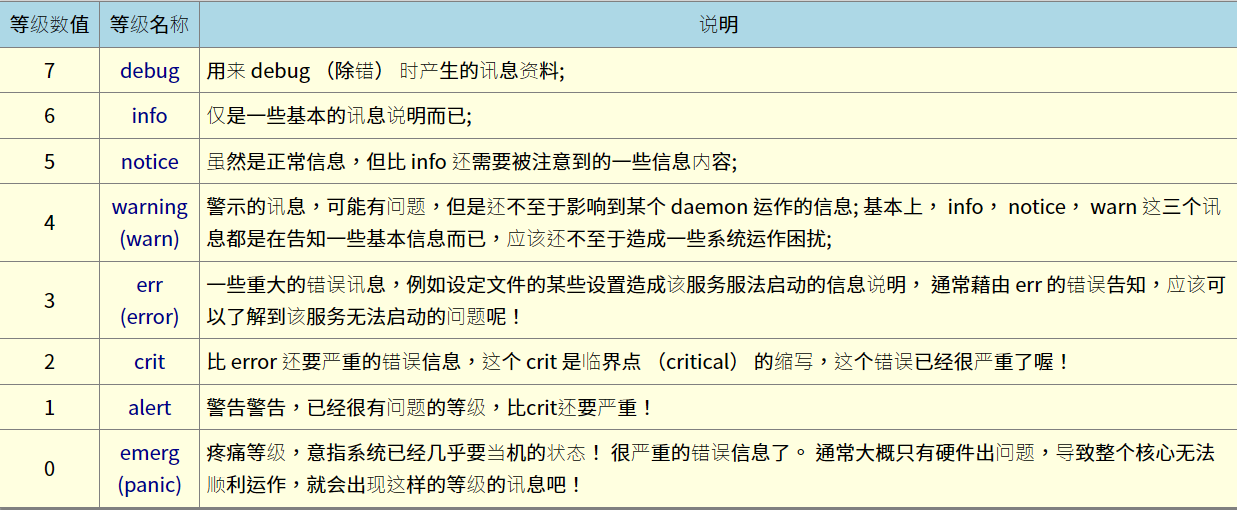 等级数值 等级名称 说明
7 debug 用来 debug （除错） 时产生的讯息资料;
6 info 仅是一些基本的讯息说明而已;
5 notice 虽然是正常信息，但比 info 还需要被注意到的一些信息内容;
4 warning (warn) 警示的讯息，可能有问题，但是还不至于影响到某个 daemon 运作的信息; 基本上， info， notice， warn 这三个讯
息都是在告知一些基本信息而已，应该还不至于造成一些系统运作困扰;
3 err (error) 一些重大的错误讯息，例如设定文件的某些设置造成该服务服法启动的信息说明， 通常藉由 err 的错误告知，应该可
以了解到该服务无法启动的问题呢！
2 crit 比 error 还要严重的错误信息，这个 crit 是临界点 （critical） 的缩写，这个错误已经很严重了喔！
1 alert 警告警告，已经很有问题的等级，比crit还要严重！
0 emerg (panic) 疼痛等级，意指系统已经几乎要当机的状态！ 很严重的错误信息了。 通常大概只有硬件出问题，导致整个核心无法
顺利运作，就会出现这样的等级的讯息吧！